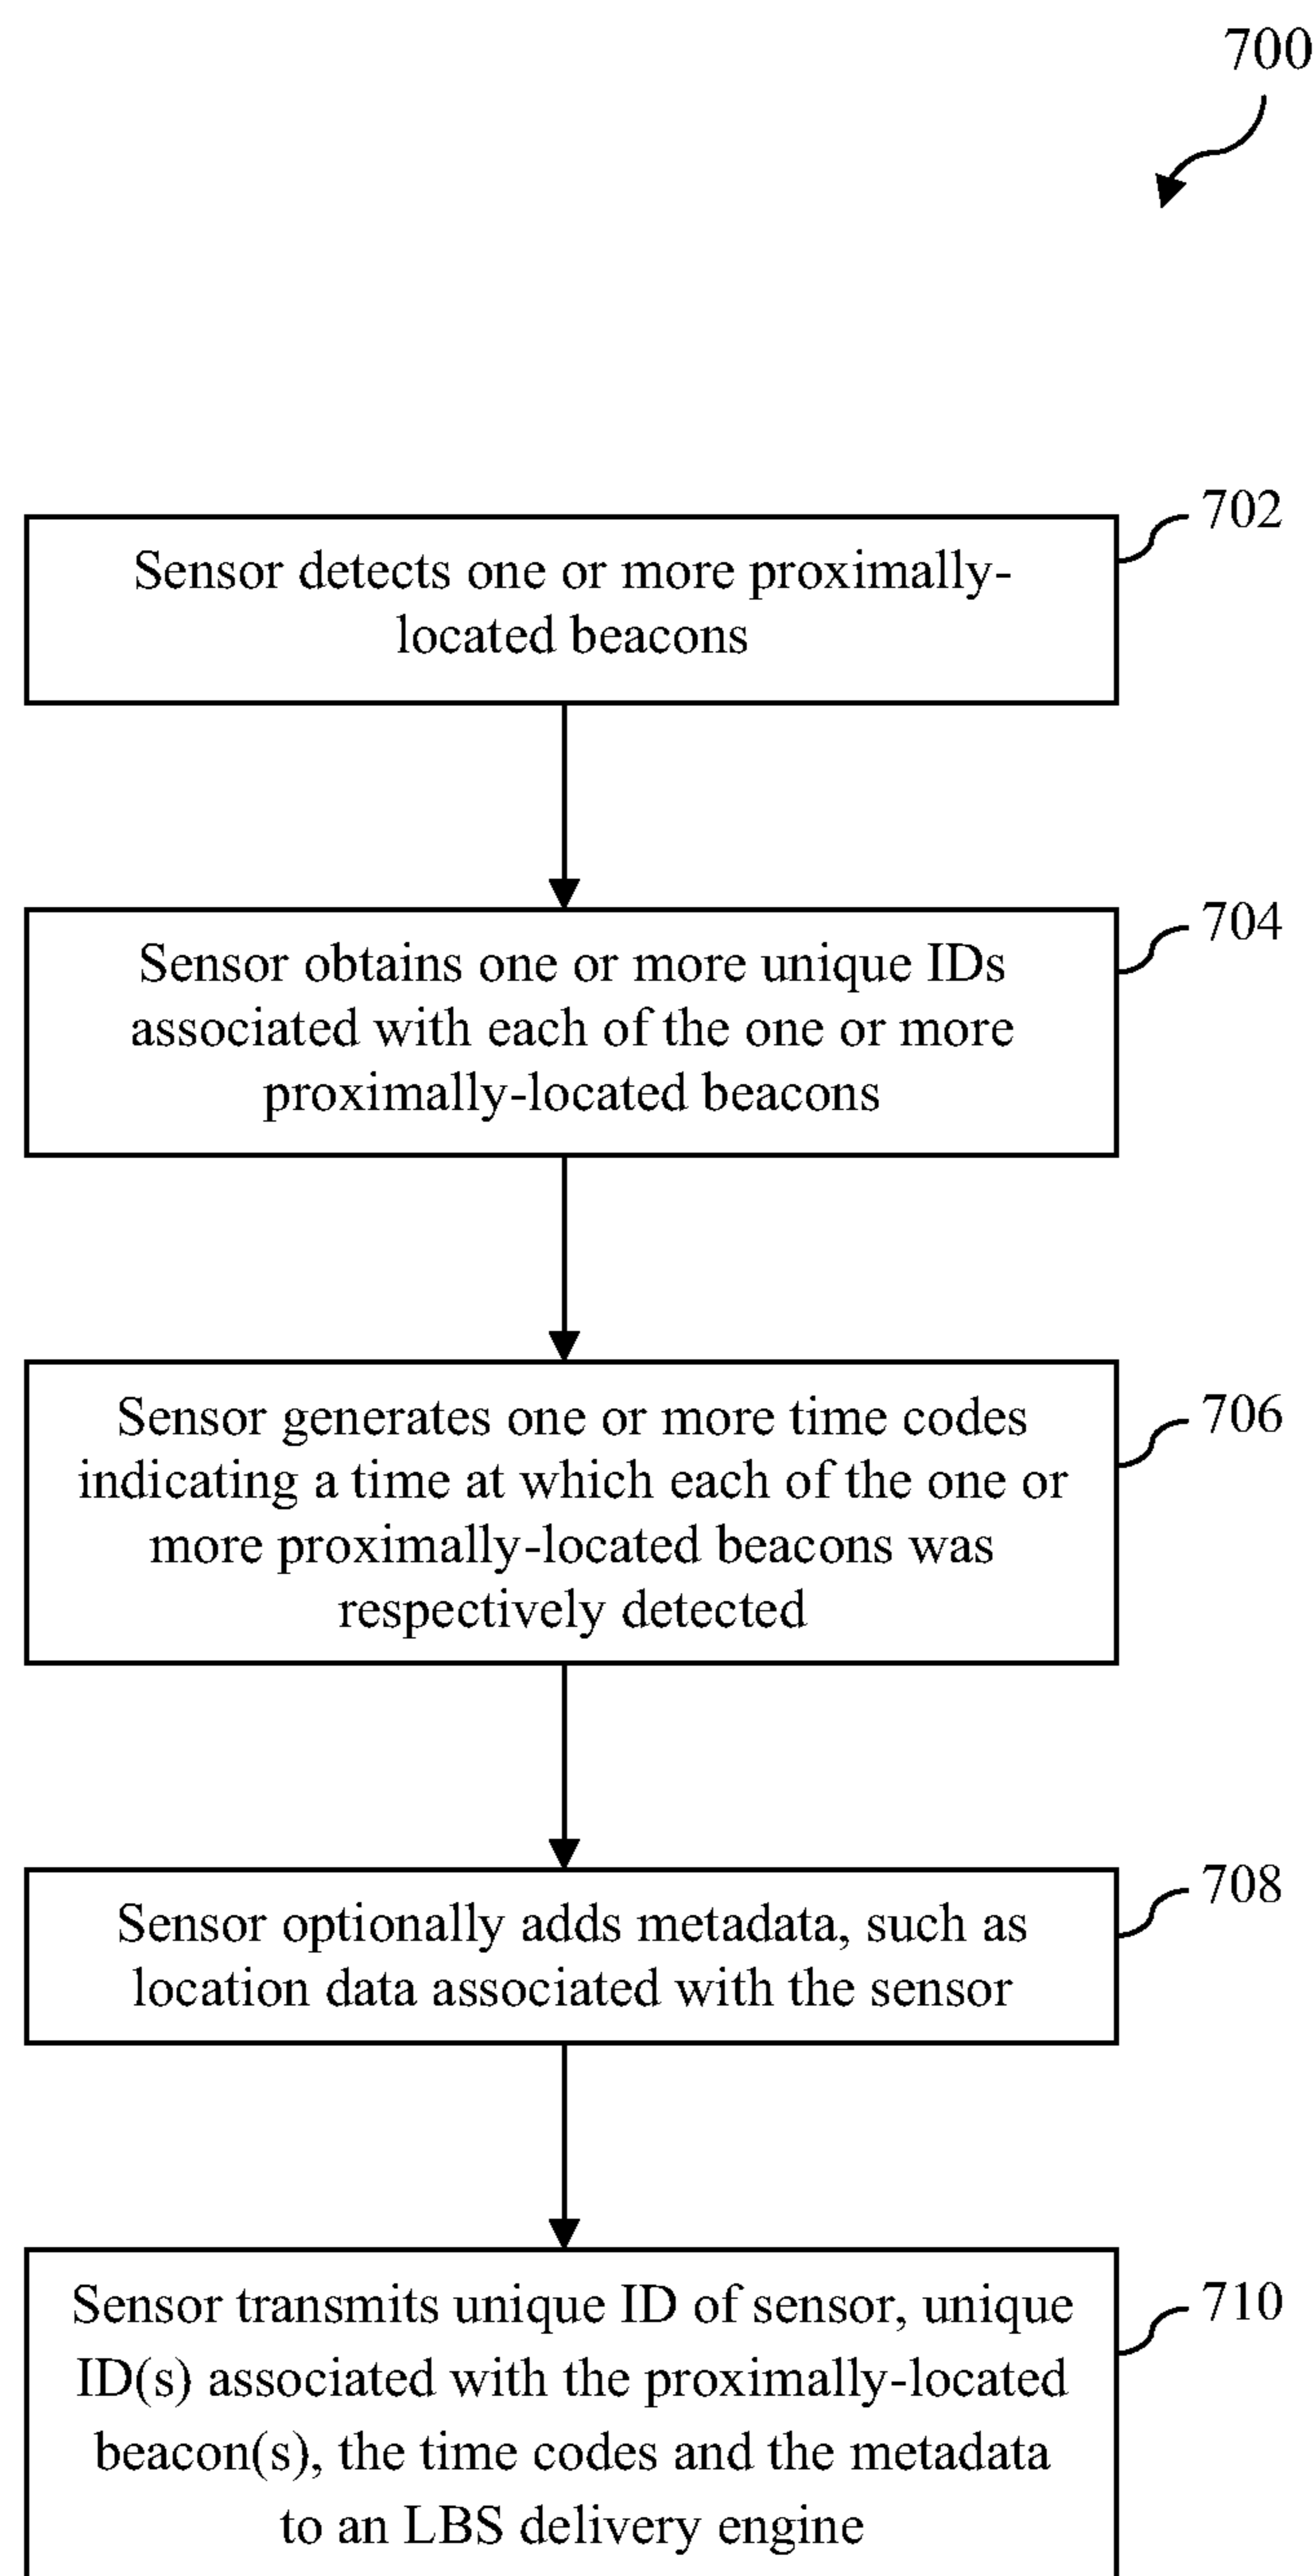 700
702
Sensor detects one or more proximally-
located beacons
704
Sensor obtains one or more unique IDs
associated with each of the one or more
proximally-located beacons
706
Sensor generates one or more time codes
indicating a time at which each of the one or
more proximally-located beacons was
respectively detected
708
Sensor optionally adds metadata, such as
location data associated with the sensor
710
Sensor transmits unique ID of sensor, unique
ID(s) associated with the proximally-located
beacon(s), the time codes and the metadata
to an LBS delivery engine